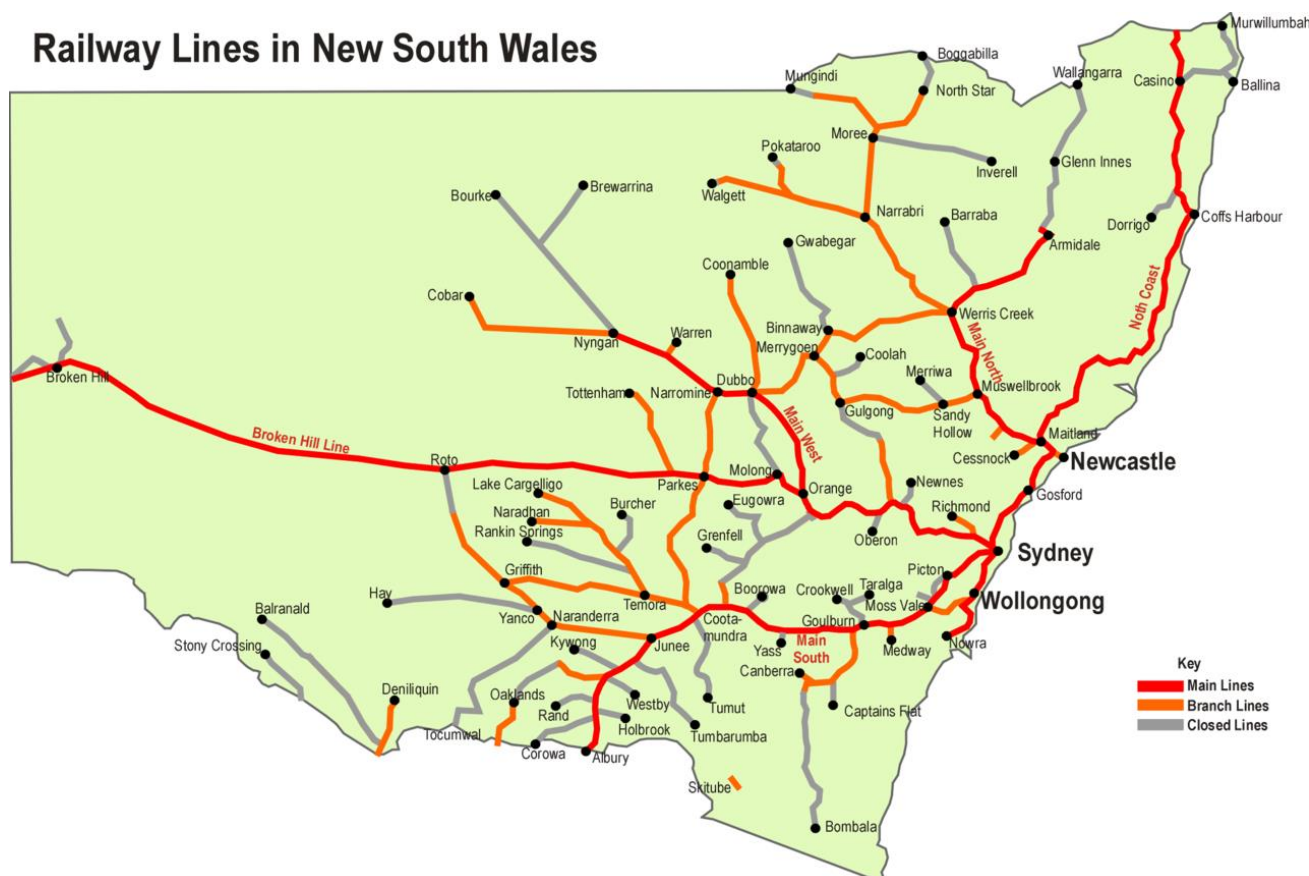 Railway Lines in New South Wales
Murwillumbah
Boggabilla
Wallangarra
Mungindi
North Star
Casino
Ballina
Moree
Pokataroo
Glenn Innes
Inverell
Brewarrina
Bourke
Walgett
Narrabri
Barraba
Dorrigo
Coffs Harbour
Armidale
Gwabegar
Coonamble
Noth Coast
Cobar
Werris Creek
Warren
Binnaway
Nyngan
Merrygoen
Main North
Coolah
Broken Hill
Dubbo
Merriwa
Muswellbrook
Tottenham
Narromine
Gulgong
Sandy
Hollow
Main West
Broken Hill Line
Maitland
Cessnock
Newcastle
Roto
Molong
Parkes
Orange
Newnes
Gosford
Lake Cargelligo
Burcher
Eugowra
Richmond
Naradhan
Rankin Springs
Grenfell
Oberon
Sydney
Picton
Griffith
Hay
Temora
Boorowa
Crookwell
Taralga
Moss Vale
Wollongong
Balranald
Yanco
Naranderra
Coota-
mundra
Goulburn
Stony Crossing
Kywong
Junee
Yass
Main
South
Medway
Nowra
Canberra
Key
Main Lines
Branch Lines
Closed Lines
Deniliquin
Oaklands
Westby
Tumut
Captains Flat
Rand
Tocumwal
Holbrook
Tumbarumba
Corowa
Albury
Skitube
Bombala